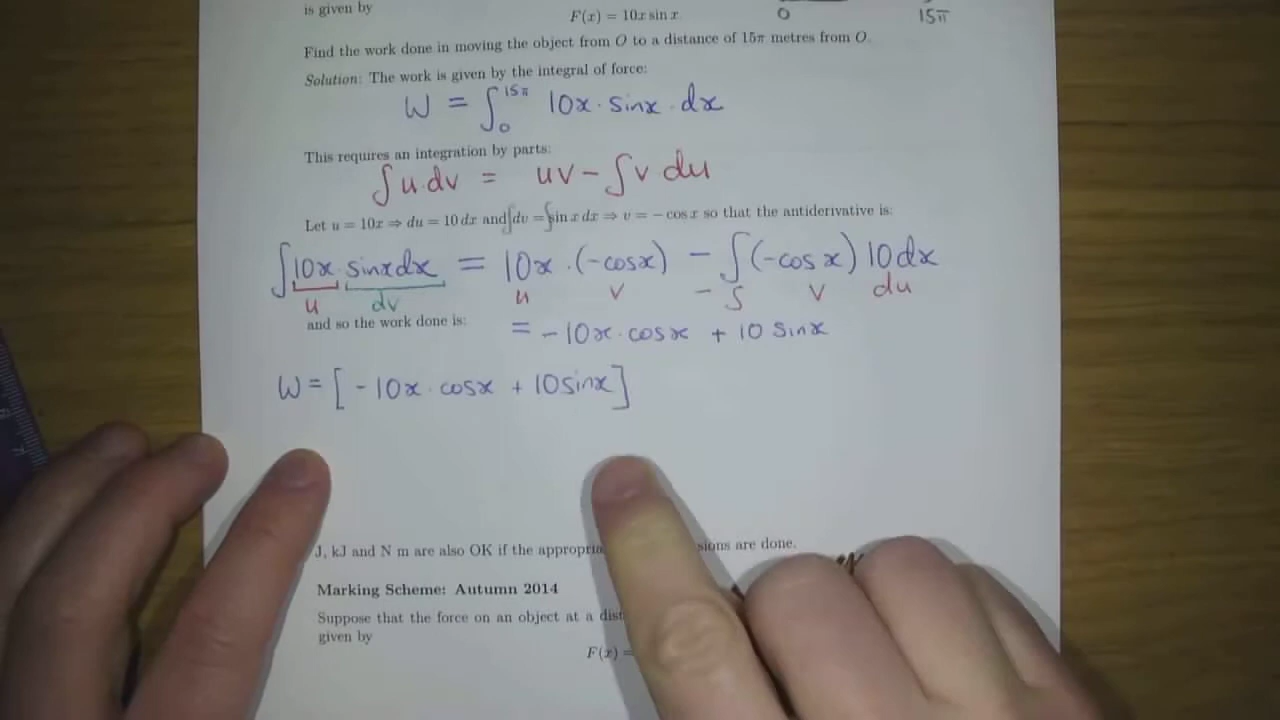 is given by
F(x) = 10x sin x
0
15π
Find the work done in moving the object from O to a distance of 15π metres from O.
Solution: The work is given by the integral of force:
W = ∫₀^15π 10x · sinx · dx
This requires an integration by parts:
∫u·dv = uv − ∫v du
Let u = 10x ⇒ du = 10 dx and ∫dv = ∫sin x dx ⇒ v = − cos x so that the antiderivative is:
∫10x · sinxdx = 10x · (−cosx) − ∫(−cos x) 10dx
u dv u v − ∫ v du
and so the work done is: = −10x · cosx + 10 sinx
W = [ −10x · cosx + 10sinx ]
J, kJ and N m are also OK if the are done.
Marking Scheme: Autumn 2014
Suppose that the force on an object at a
given by
F(x) =